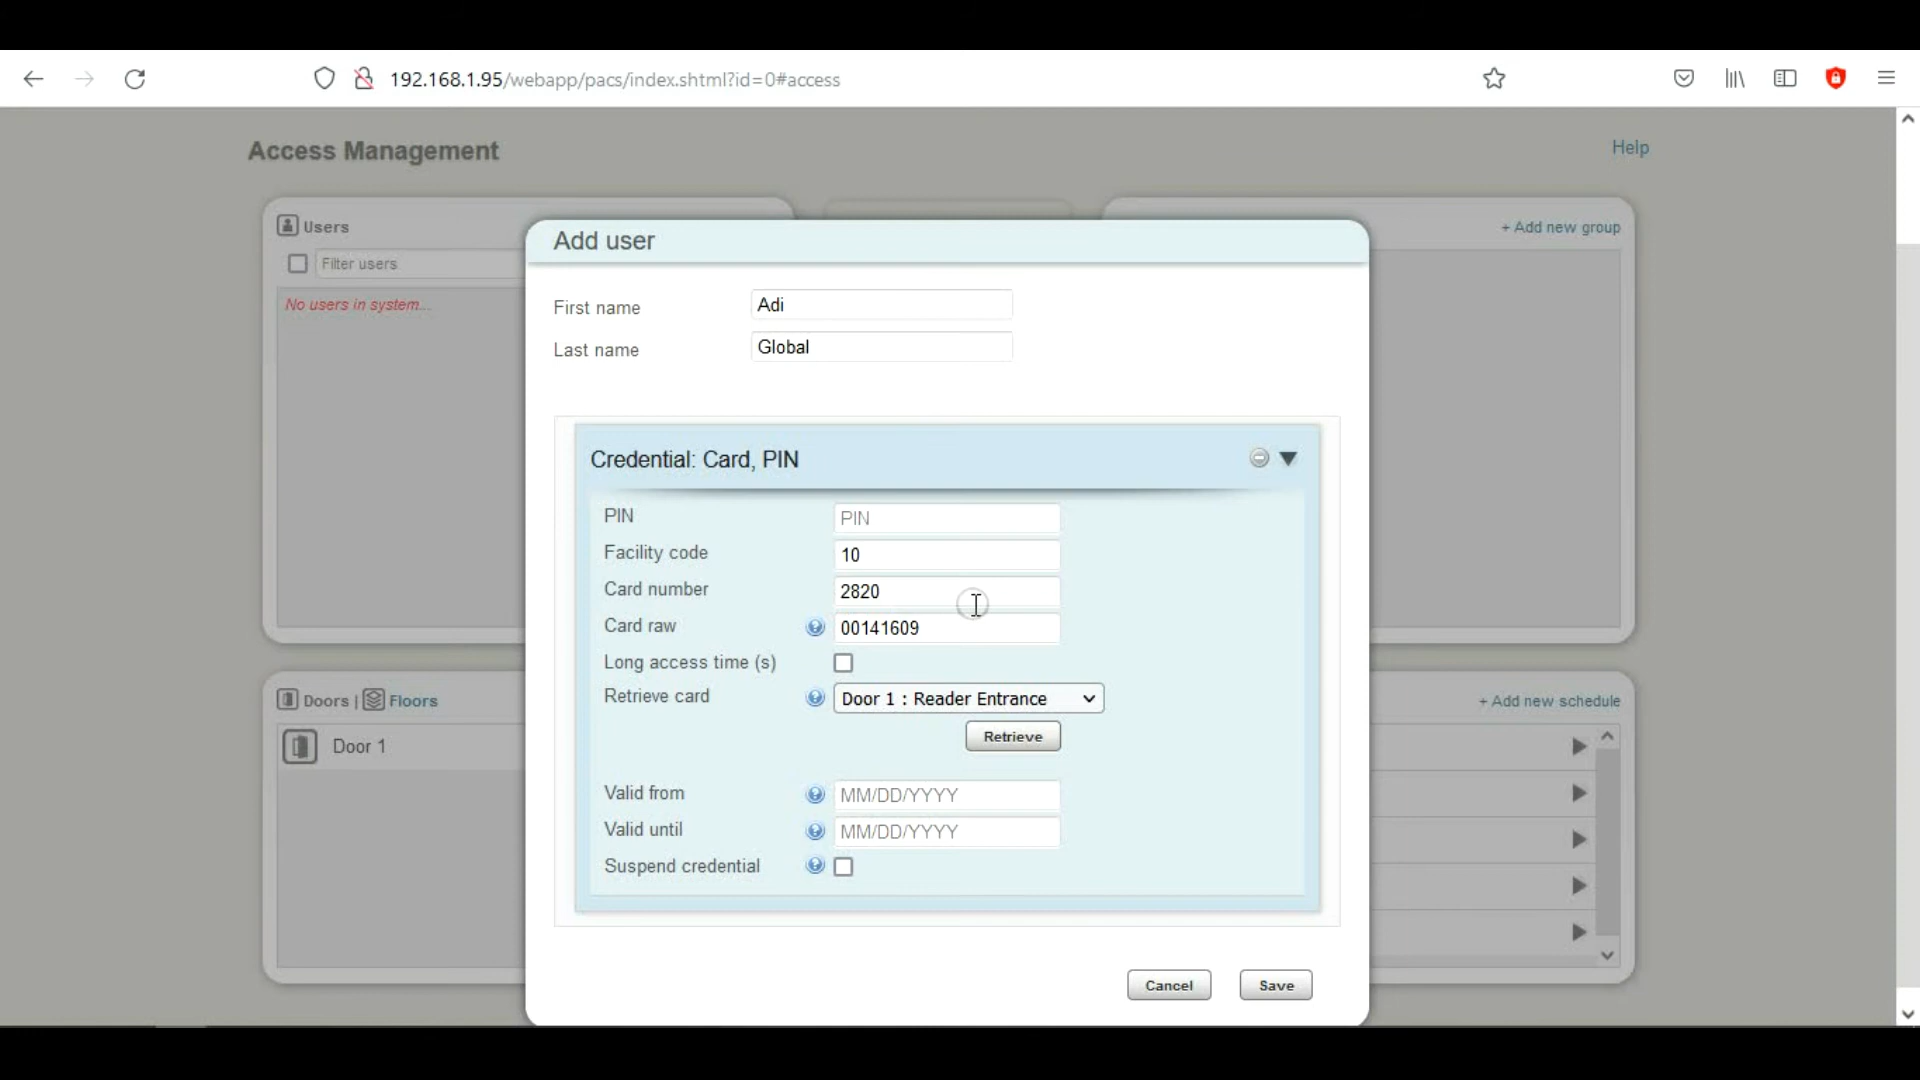 192.168.1.95/webapp/pacs/index.shtml?id=0#access
Access Management
Help
Users
+ Add new group
Filter users
No users in system...
Add user
First name
Adi
Last name
Global
Credential: Card, PIN
PIN
PIN
Facility code
10
Card number
2820
Card raw
00141609
Long access time (s)
Retrieve card
Door 1 : Reader Entrance
Retrieve
Valid from
MM/DD/YYYY
Valid until
MM/DD/YYYY
Suspend credential
Doors | Floors
+ Add new schedule
Door 1
Cancel
Save